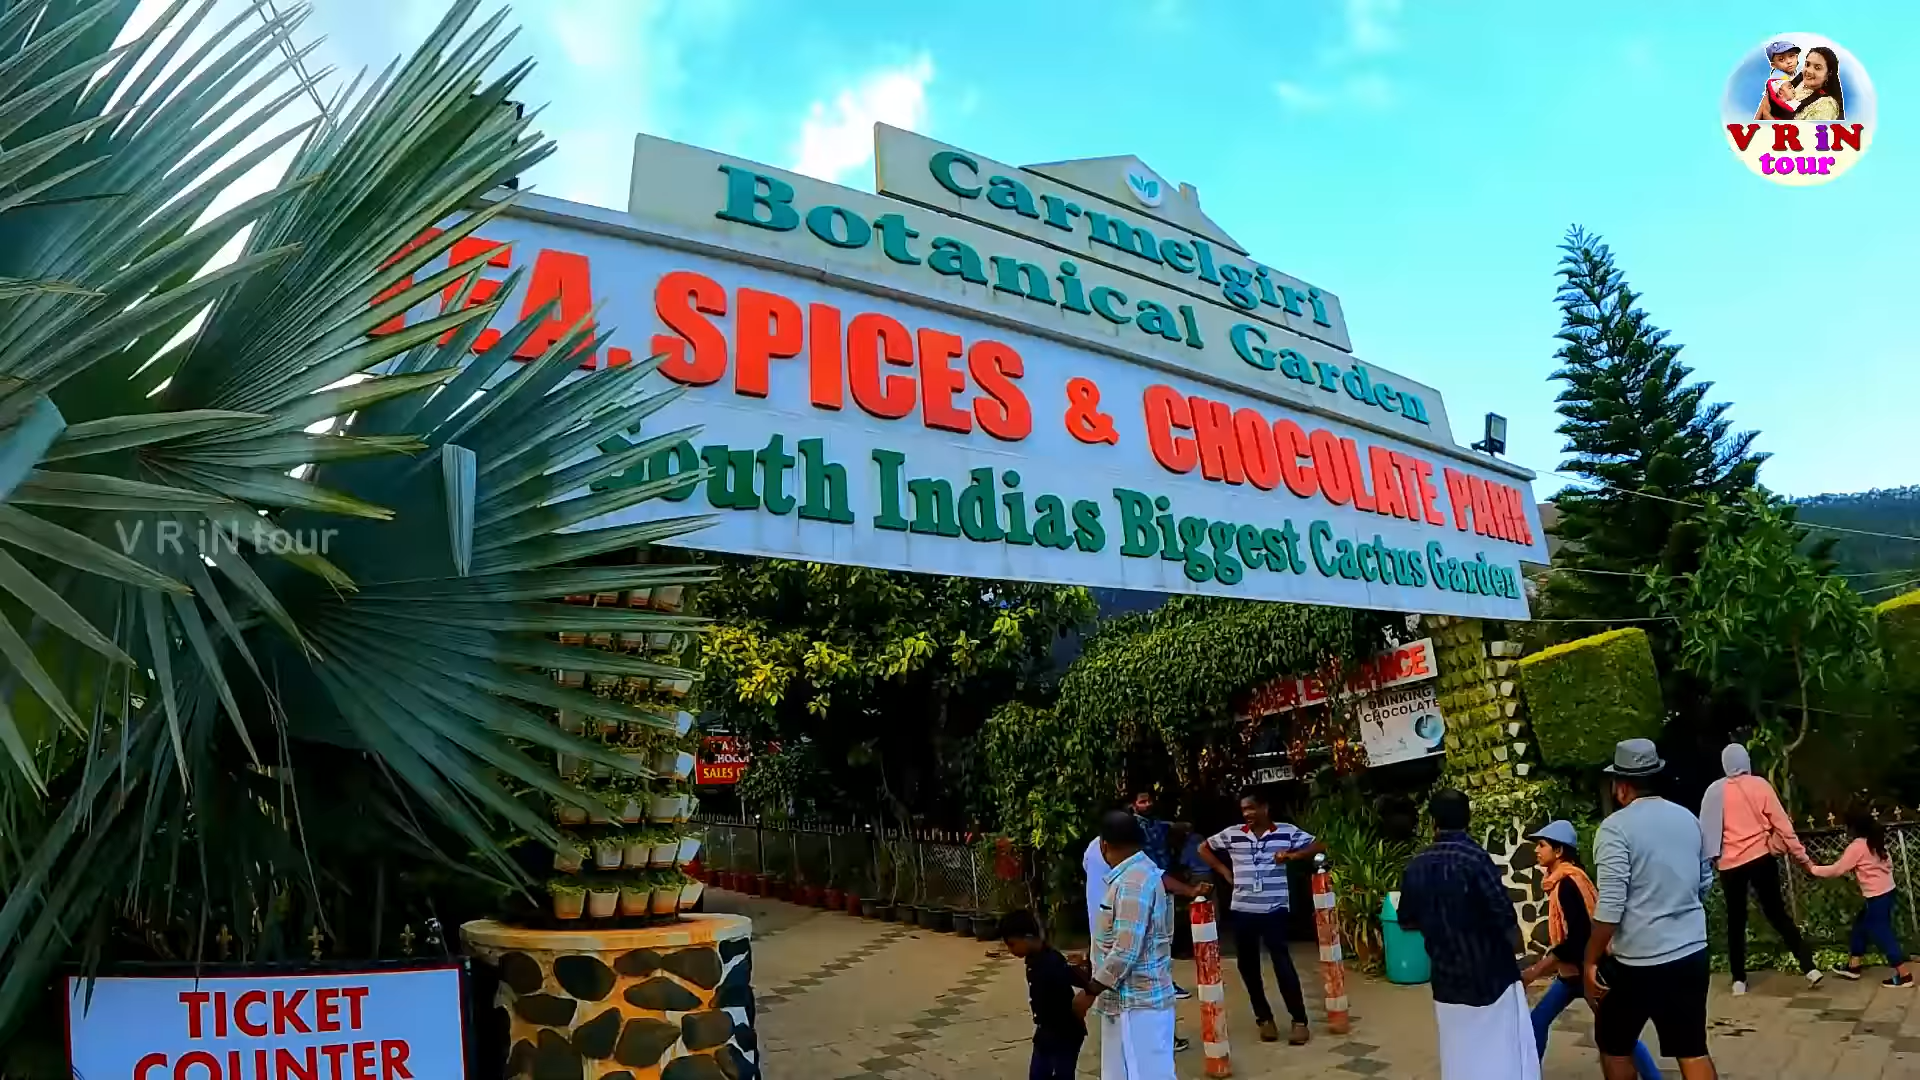 V R iN
tour
Carmelgiri
Botanical Garden
TEA. SPICES & CHOCOLATE PARK
South Indias Biggest Cactus Garden
V R iN tour
DRINKING
CHOCOLATE
SALES
TICKET
COUNTER